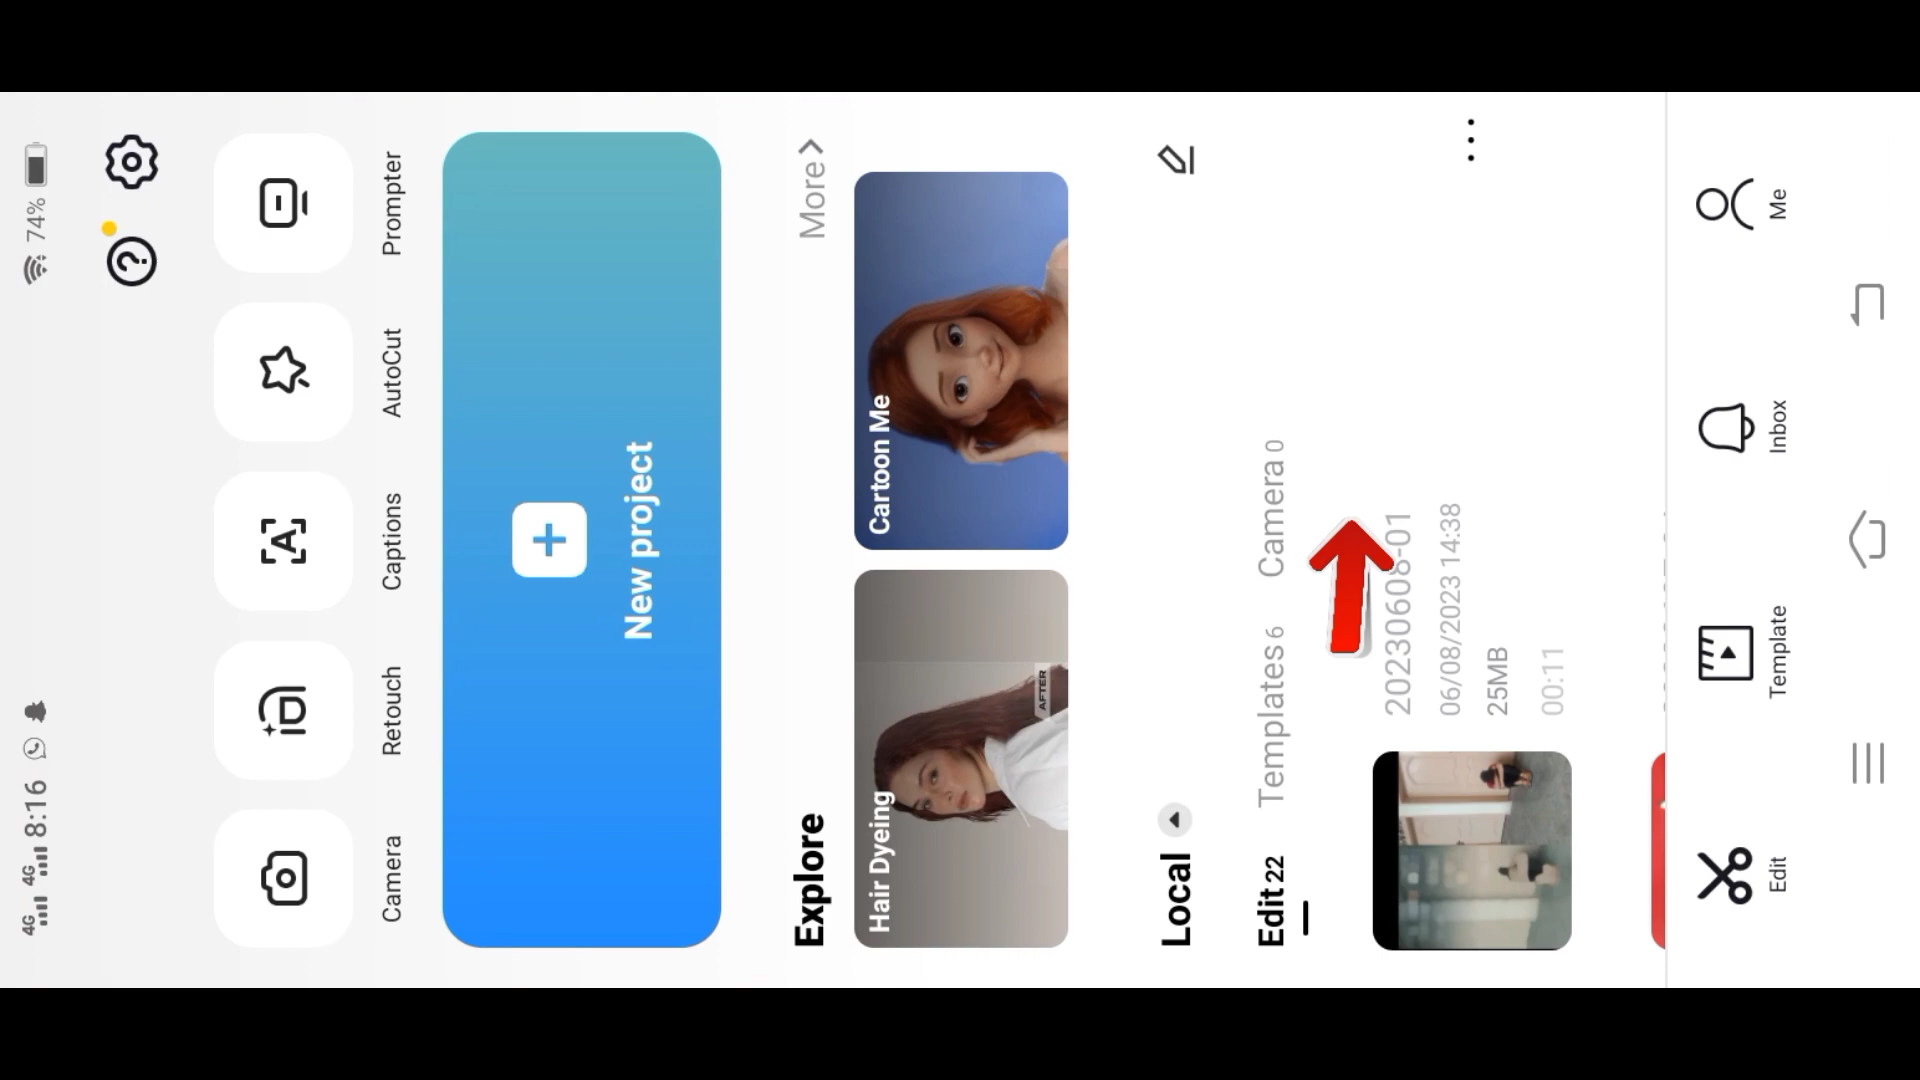 4G 4G 8:16 74%
Camera Retouch Captions AutoCut Prompter
New project
Explore More
Hair Dyeing Cartoon Me
AFTER
Local
Edit 22 Templates 6 Camera 0
20230608-01
06/08/2023 14:38
25MB
00:11
Edit Template Inbox Me